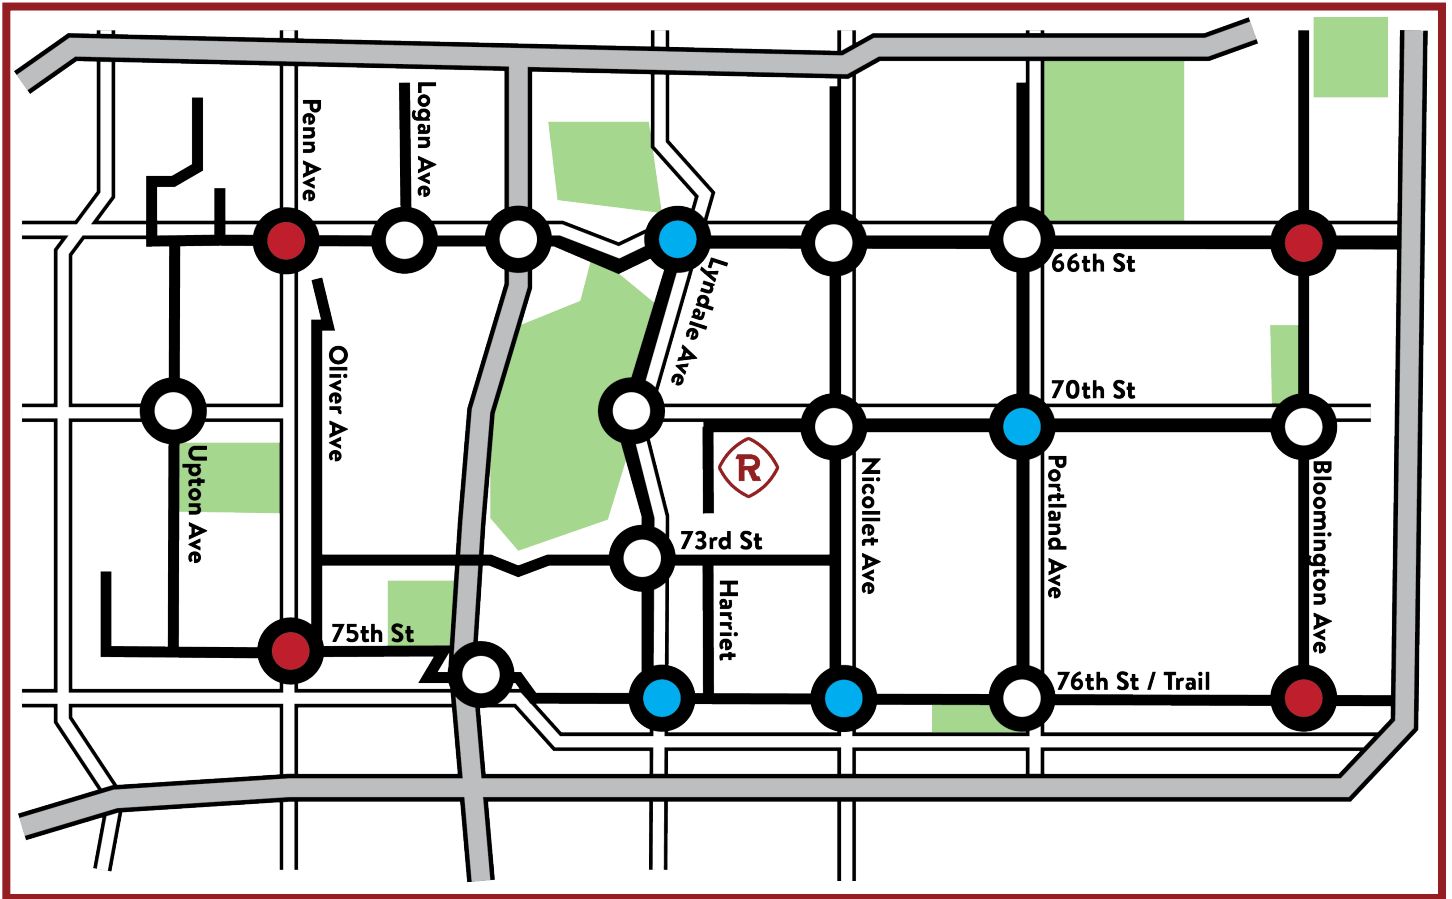 Penn Ave
Logan Ave
66th St
Lyndale Ave
Oliver Ave
70th St
Upton Ave
R
Nicollet Ave
Portland Ave
Bloomington Ave
73rd St
Harriet
75th St
76th St / Trail